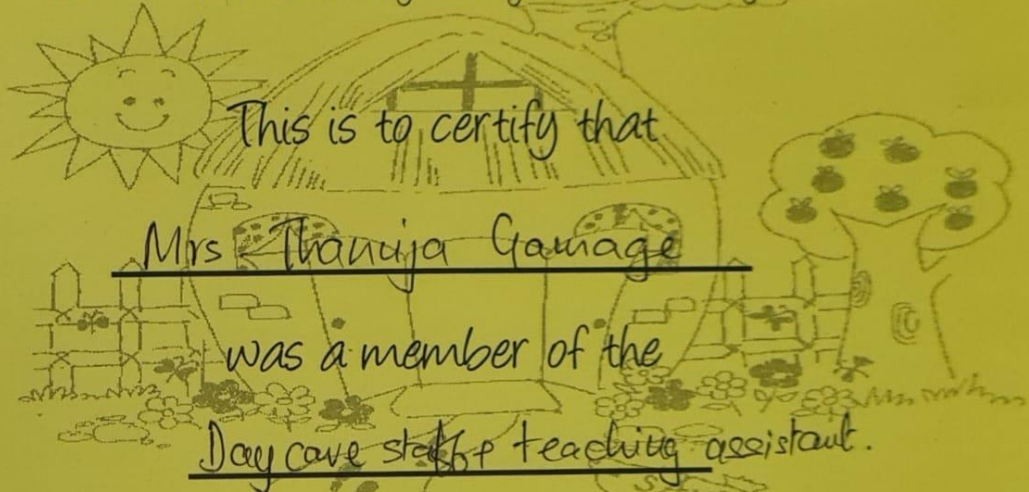 This is to certify that
Mrs Thanuja Gamage
was a member of the
Day care staff & teaching assistant.